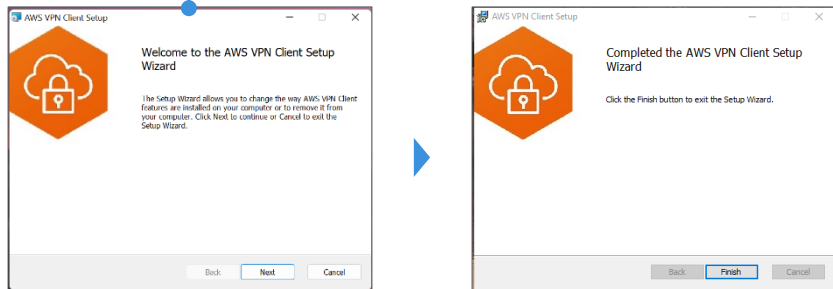 AWS VPN Client Setup
Welcome to the AWS VPN Client Setup
Wizard
The Setup Wizard allows you to change the way AWS VPN Client
features are installed on your computer or to remove it from
your computer. Click Next to continue or Cancel to exit the
Setup Wizard.
Back Next Cancel
AWS VPN Client Setup
Completed the AWS VPN Client Setup
Wizard
Click the Finish button to exit the Setup Wizard.
Back Finish Cancel